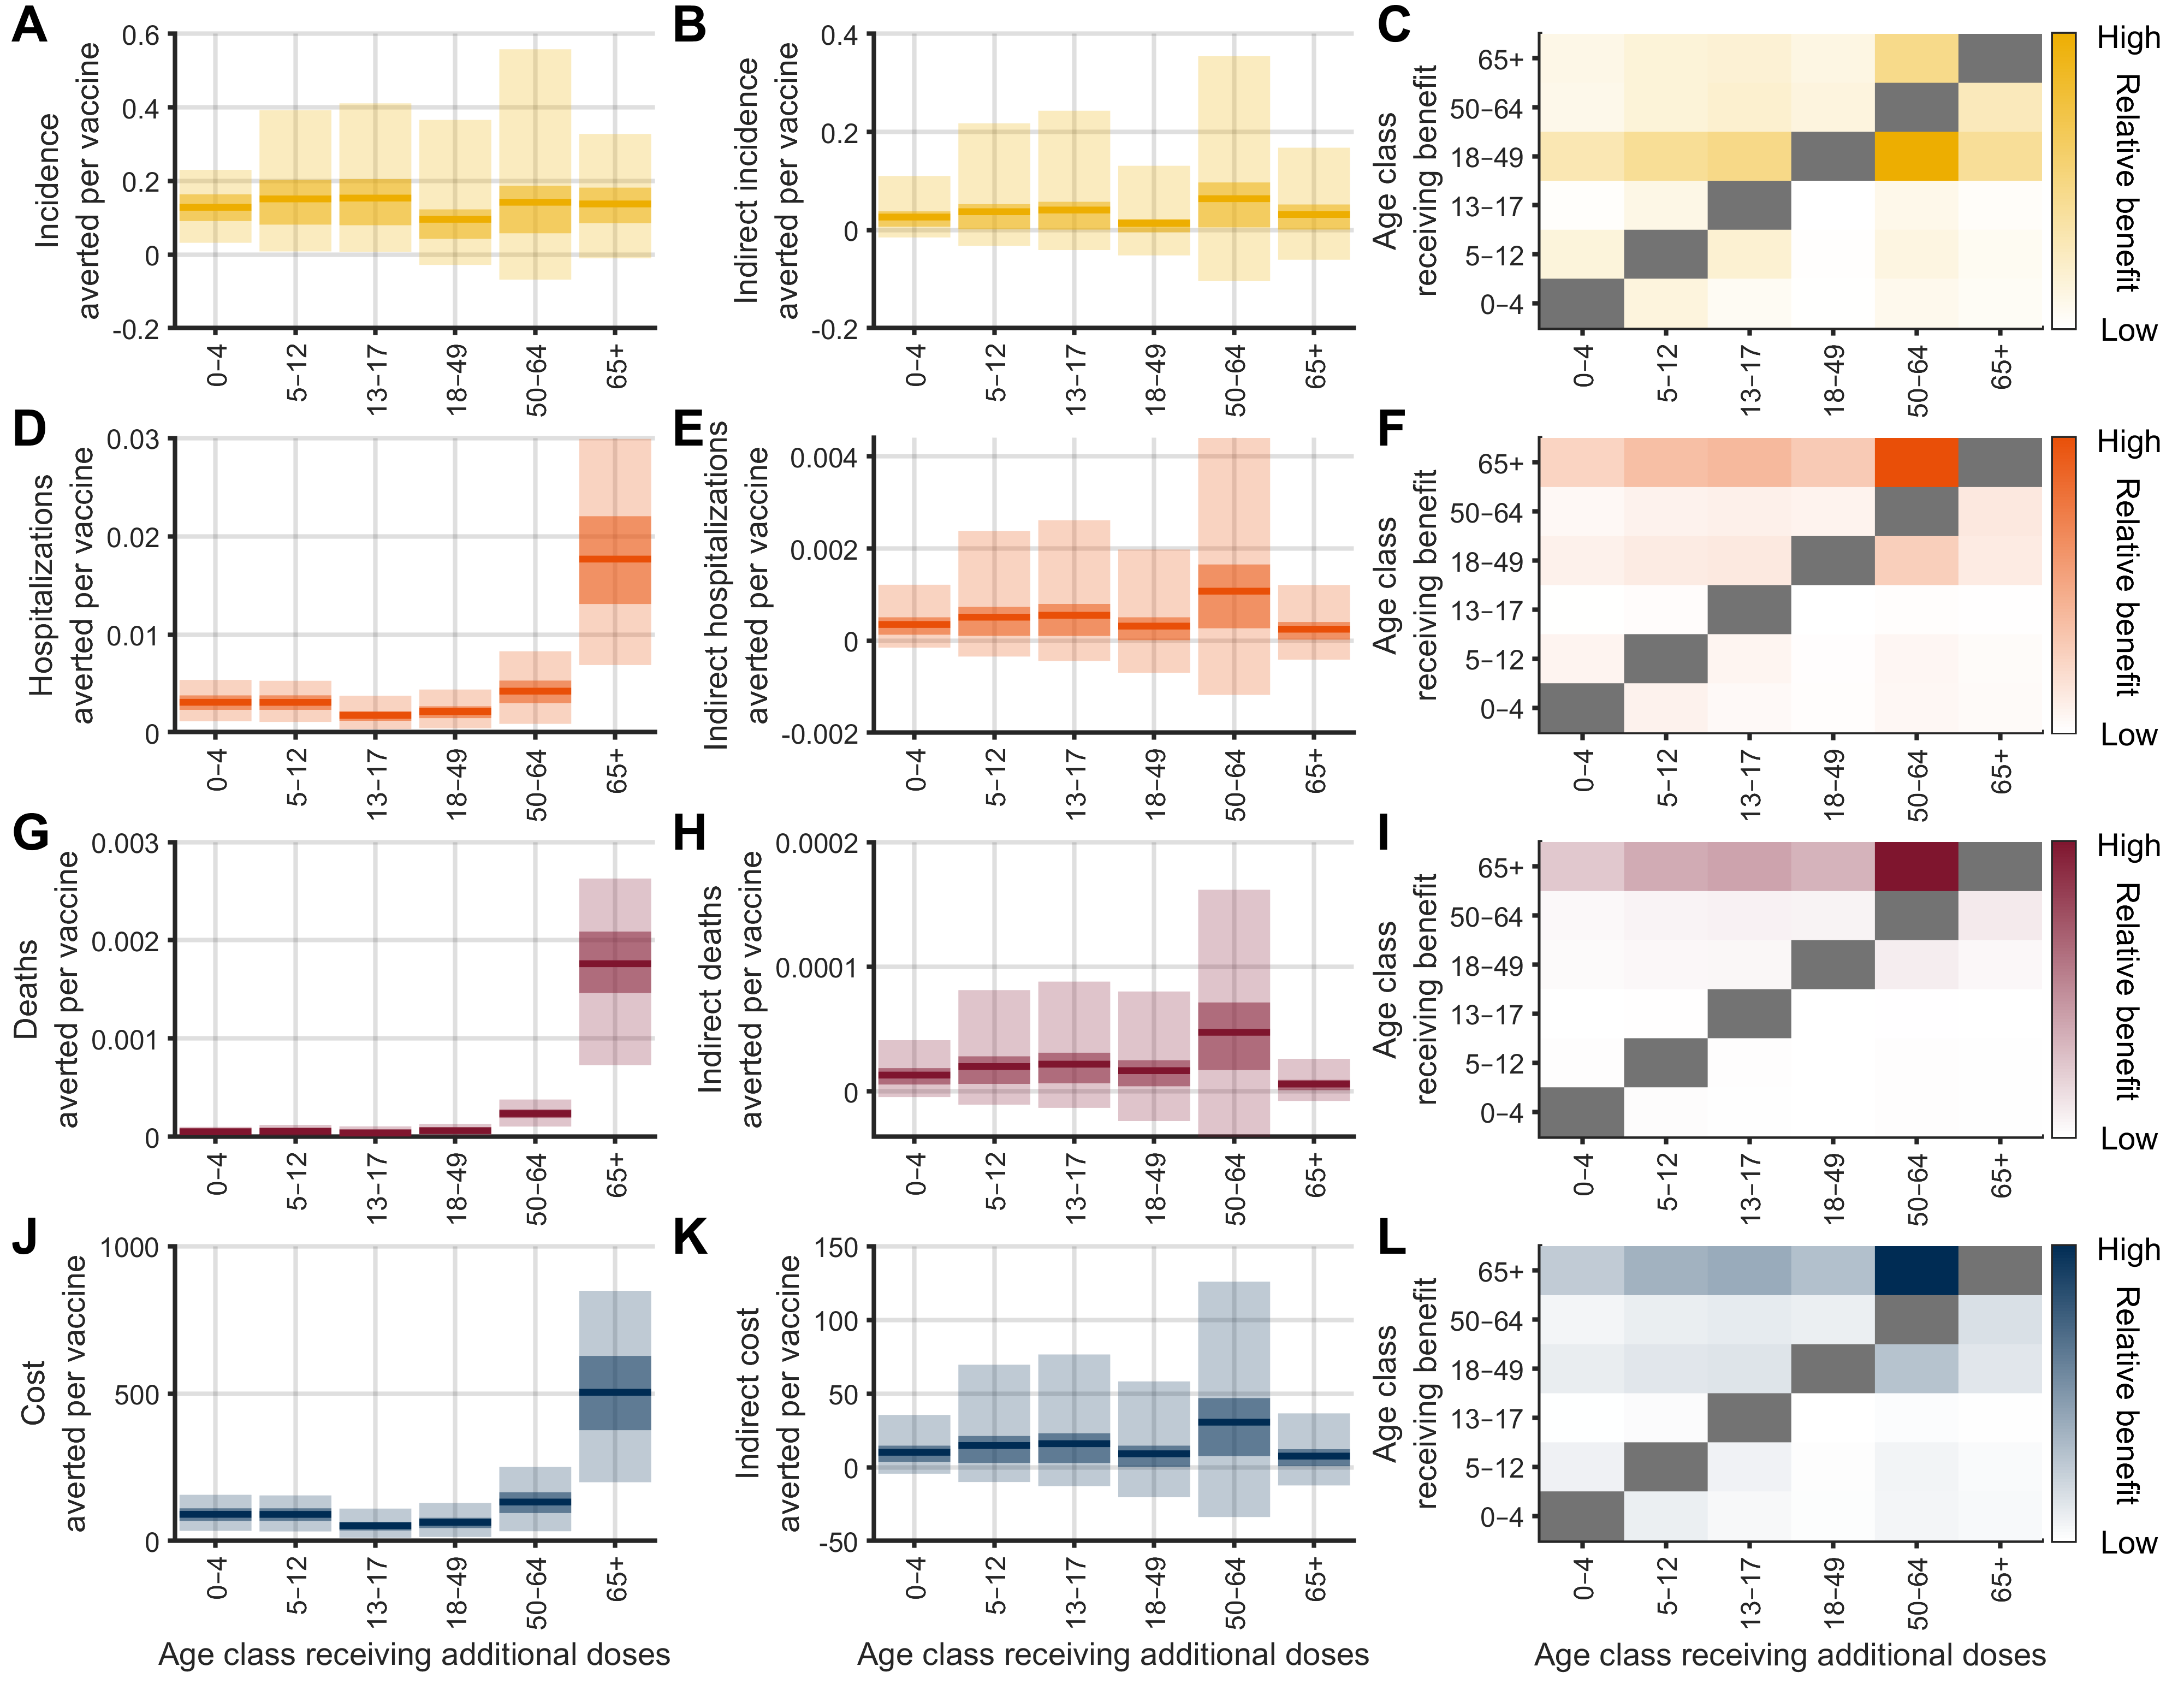 A
Incidence
averted per vaccine
0.6
0.4
0.2
0
-0.2
0–4
5–12
13–17
18–49
50–64
65+
B
Indirect incidence
averted per vaccine
0.4
0.2
0
-0.2
0–4
5–12
13–17
18–49
50–64
65+
C
Age class
receiving benefit
65+
50–64
18–49
13–17
5–12
0–4
0–4
5–12
13–17
18–49
50–64
65+
High
Relative benefit
Low
D
Hospitalizations
averted per vaccine
0.03
0.02
0.01
0
0–4
5–12
13–17
18–49
50–64
65+
E
Indirect hospitalizations
averted per vaccine
0.004
0.002
0
-0.002
0–4
5–12
13–17
18–49
50–64
65+
F
Age class
receiving benefit
65+
50–64
18–49
13–17
5–12
0–4
0–4
5–12
13–17
18–49
50–64
65+
High
Relative benefit
Low
G
Deaths
averted per vaccine
0.003
0.002
0.001
0
0–4
5–12
13–17
18–49
50–64
65+
H
Indirect deaths
averted per vaccine
0.0002
0.0001
0
0–4
5–12
13–17
18–49
50–64
65+
I
Age class
receiving benefit
65+
50–64
18–49
13–17
5–12
0–4
0–4
5–12
13–17
18–49
50–64
65+
High
Relative benefit
Low
J
Cost
averted per vaccine
1000
500
0
0–4
5–12
13–17
18–49
50–64
65+
Age class receiving additional doses
K
Indirect cost
averted per vaccine
150
100
50
0
-50
0–4
5–12
13–17
18–49
50–64
65+
Age class receiving additional doses
L
Age class
receiving benefit
65+
50–64
18–49
13–17
5–12
0–4
0–4
5–12
13–17
18–49
50–64
65+
Age class receiving additional doses
High
Relative benefit
Low